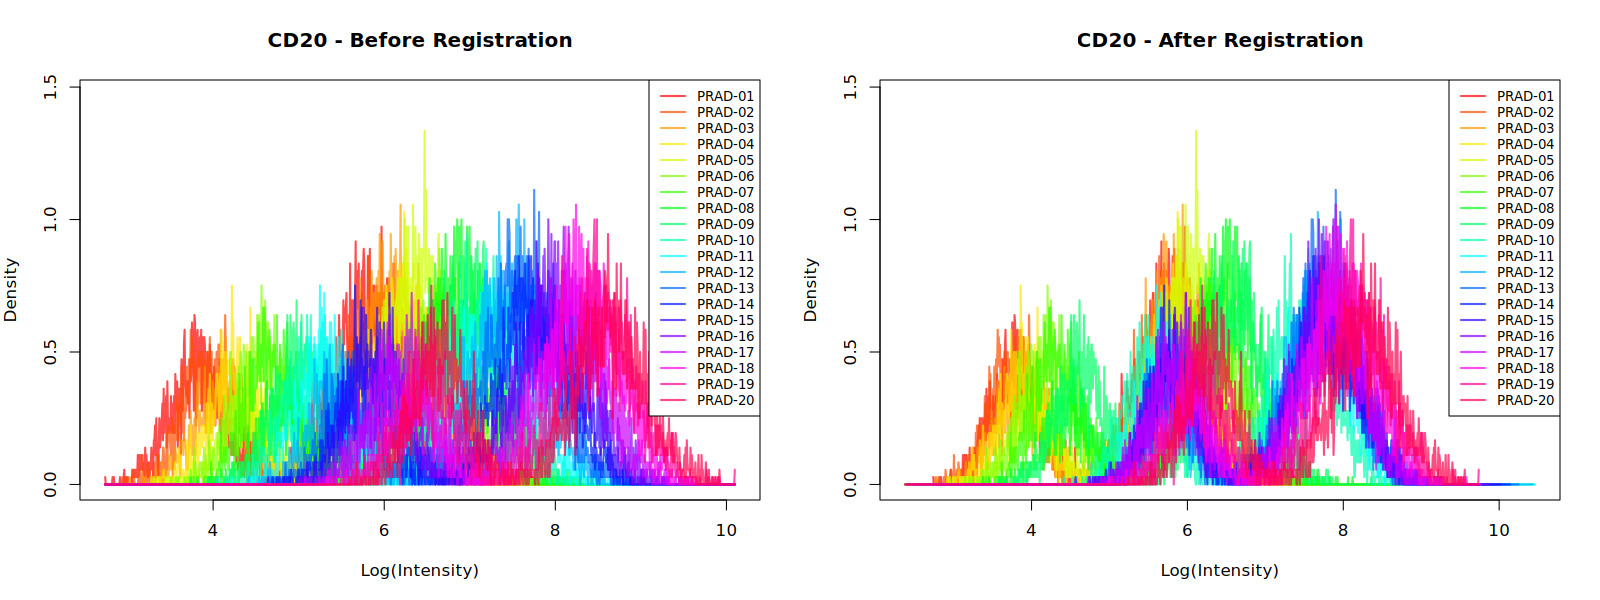 CD20 - Before Registration
Density
0.0
0.5
1.0
1.5
4
6
8
10
Log(Intensity)
PRAD-01
PRAD-02
PRAD-03
PRAD-04
PRAD-05
PRAD-06
PRAD-07
PRAD-08
PRAD-09
PRAD-10
PRAD-11
PRAD-12
PRAD-13
PRAD-14
PRAD-15
PRAD-16
PRAD-17
PRAD-18
PRAD-19
PRAD-20
CD20 - After Registration
Density
0.0
0.5
1.0
1.5
4
6
8
10
Log(Intensity)
PRAD-01
PRAD-02
PRAD-03
PRAD-04
PRAD-05
PRAD-06
PRAD-07
PRAD-08
PRAD-09
PRAD-10
PRAD-11
PRAD-12
PRAD-13
PRAD-14
PRAD-15
PRAD-16
PRAD-17
PRAD-18
PRAD-19
PRAD-20